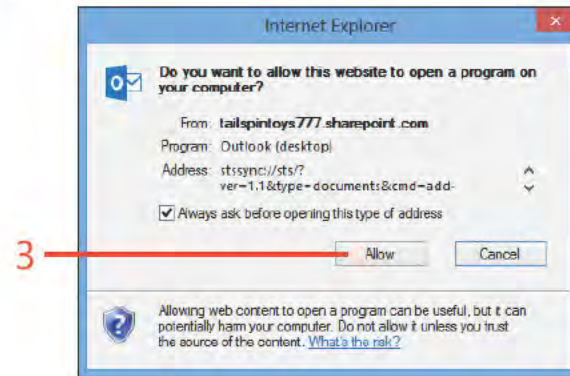 Internet Explorer
Do you want to allow this website to open a program on
your computer?
From: tailspintoys777.sharepoint.com
Program: Outlook (desktop)
Address: stssync://sts/?
ver=1.1&type=documents&cmd=add-
Always ask before opening this type of address
3
Allow
Cancel
Allowing web content to open a program can be useful, but it can
potentially harm your computer. Do not allow it unless you trust
the source of the content. What's the risk?